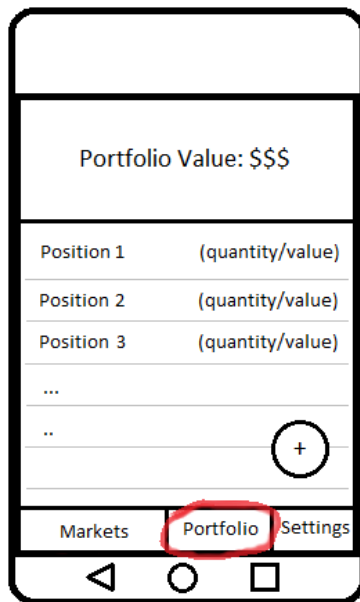 Portfolio Value: $$$
Position 1 (quantity/value)
Position 2 (quantity/value)
Position 3 (quantity/value)
...
..
+
Markets Portfolio Settings